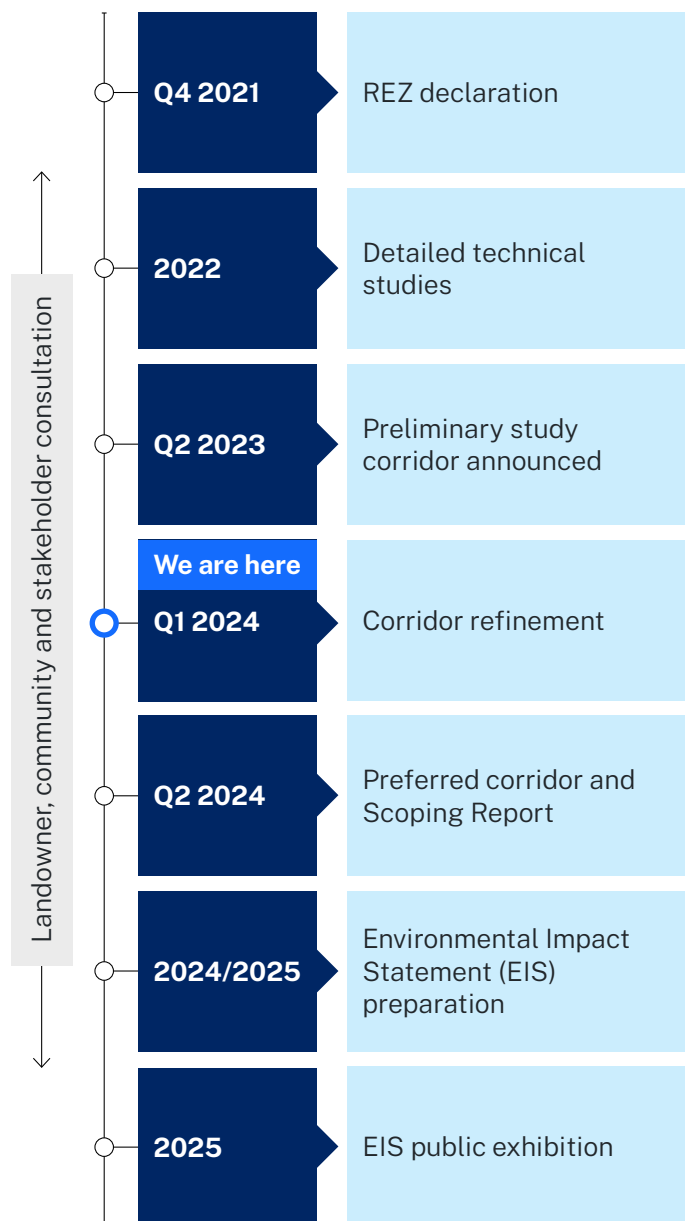 Q4 2021
REZ declaration
2022
Detailed technical
studies
Q2 2023
Preliminary study
corridor announced
We are here
Q1 2024
Corridor refinement
Q2 2024
Preferred corridor and
Scoping Report
2024/2025
Environmental Impact
Statement (EIS)
preparation
2025
EIS public exhibition
Landowner, community and stakeholder consultation